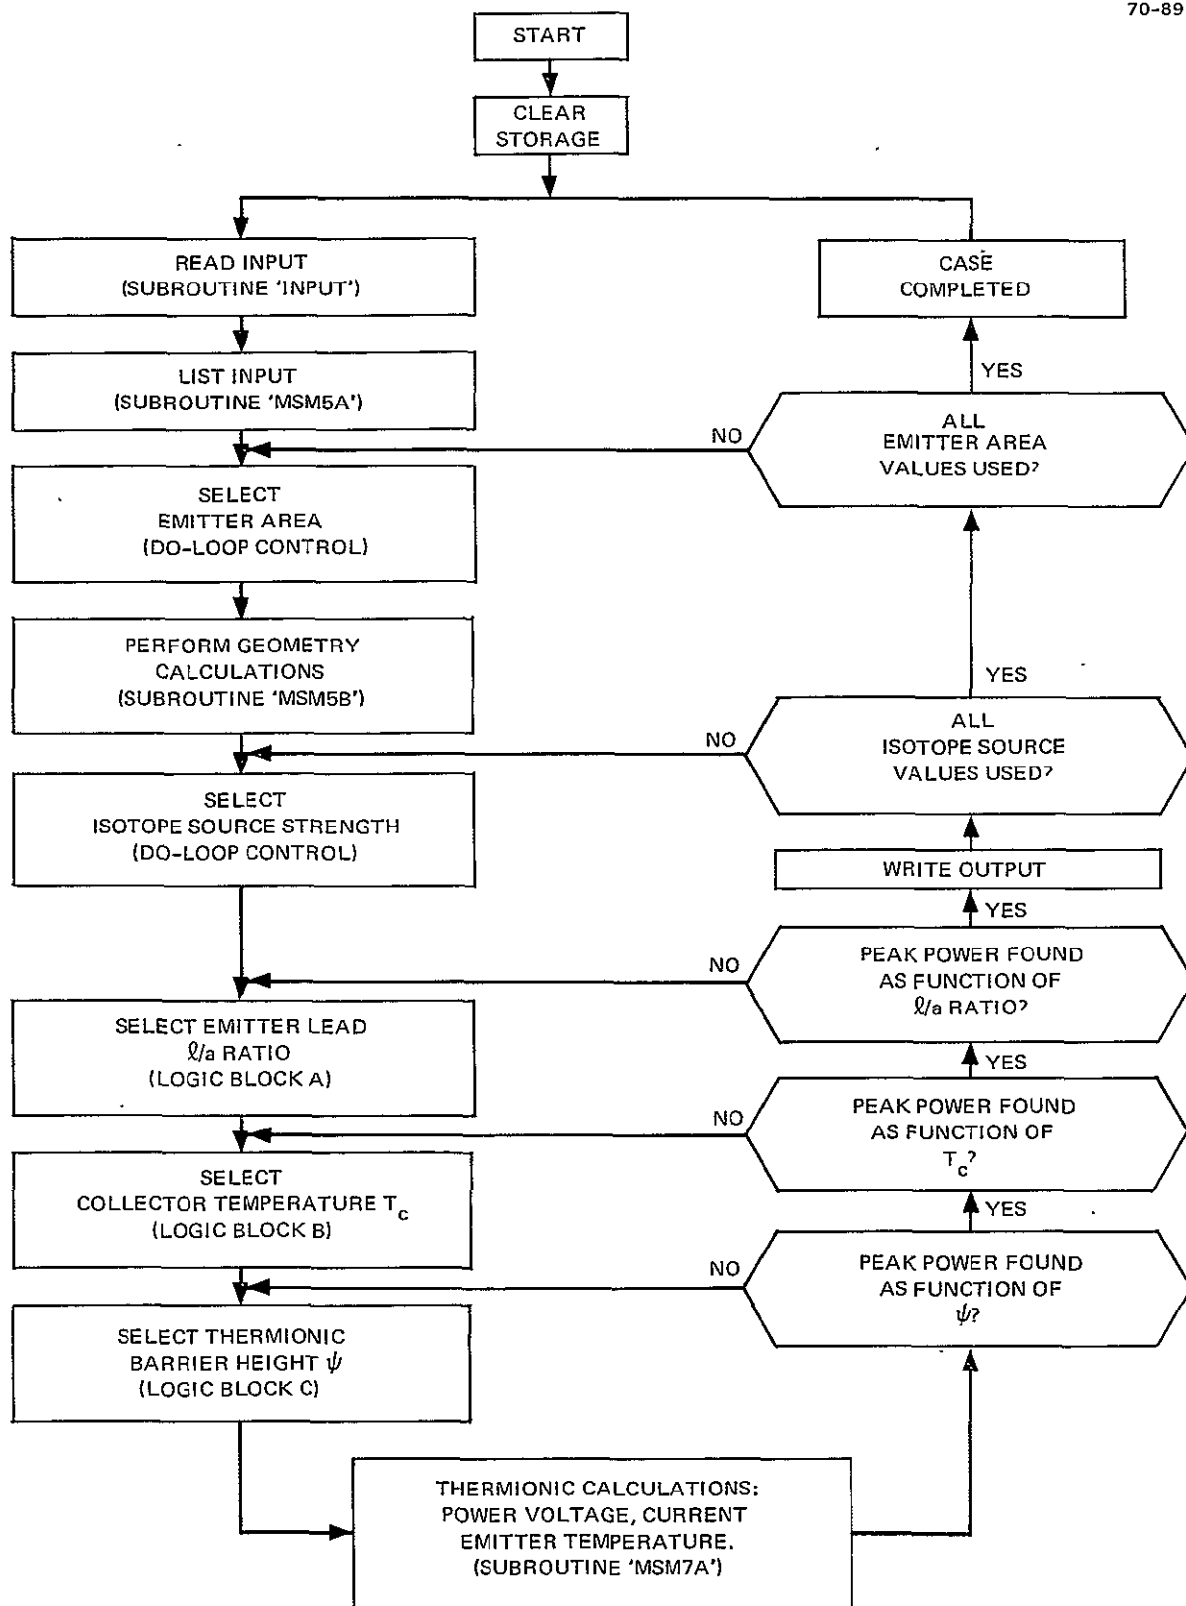 70-89
START
CLEAR
STORAGE
READ INPUT
(SUBROUTINE 'INPUT')
LIST INPUT
(SUBROUTINE 'MSM5A')
SELECT
EMITTER AREA
(DO-LOOP CONTROL)
PERFORM GEOMETRY
CALCULATIONS
(SUBROUTINE 'MSM5B')
SELECT
ISOTOPE SOURCE STRENGTH
(DO-LOOP CONTROL)
SELECT EMITTER LEAD
ℓ/a RATIO
(LOGIC BLOCK A)
SELECT
COLLECTOR TEMPERATURE T_c
(LOGIC BLOCK B)
SELECT THERMIONIC
BARRIER HEIGHT ψ
(LOGIC BLOCK C)
THERMIONIC CALCULATIONS:
POWER VOLTAGE, CURRENT
EMITTER TEMPERATURE.
(SUBROUTINE 'MSM7A')
PEAK POWER FOUND
AS FUNCTION OF
ψ?
NO
YES
PEAK POWER FOUND
AS FUNCTION OF
T_c?
NO
YES
PEAK POWER FOUND
AS FUNCTION OF
ℓ/a RATIO?
NO
YES
WRITE OUTPUT
ALL
ISOTOPE SOURCE
VALUES USED?
NO
YES
ALL
EMITTER AREA
VALUES USED?
NO
YES
CASE
COMPLETED